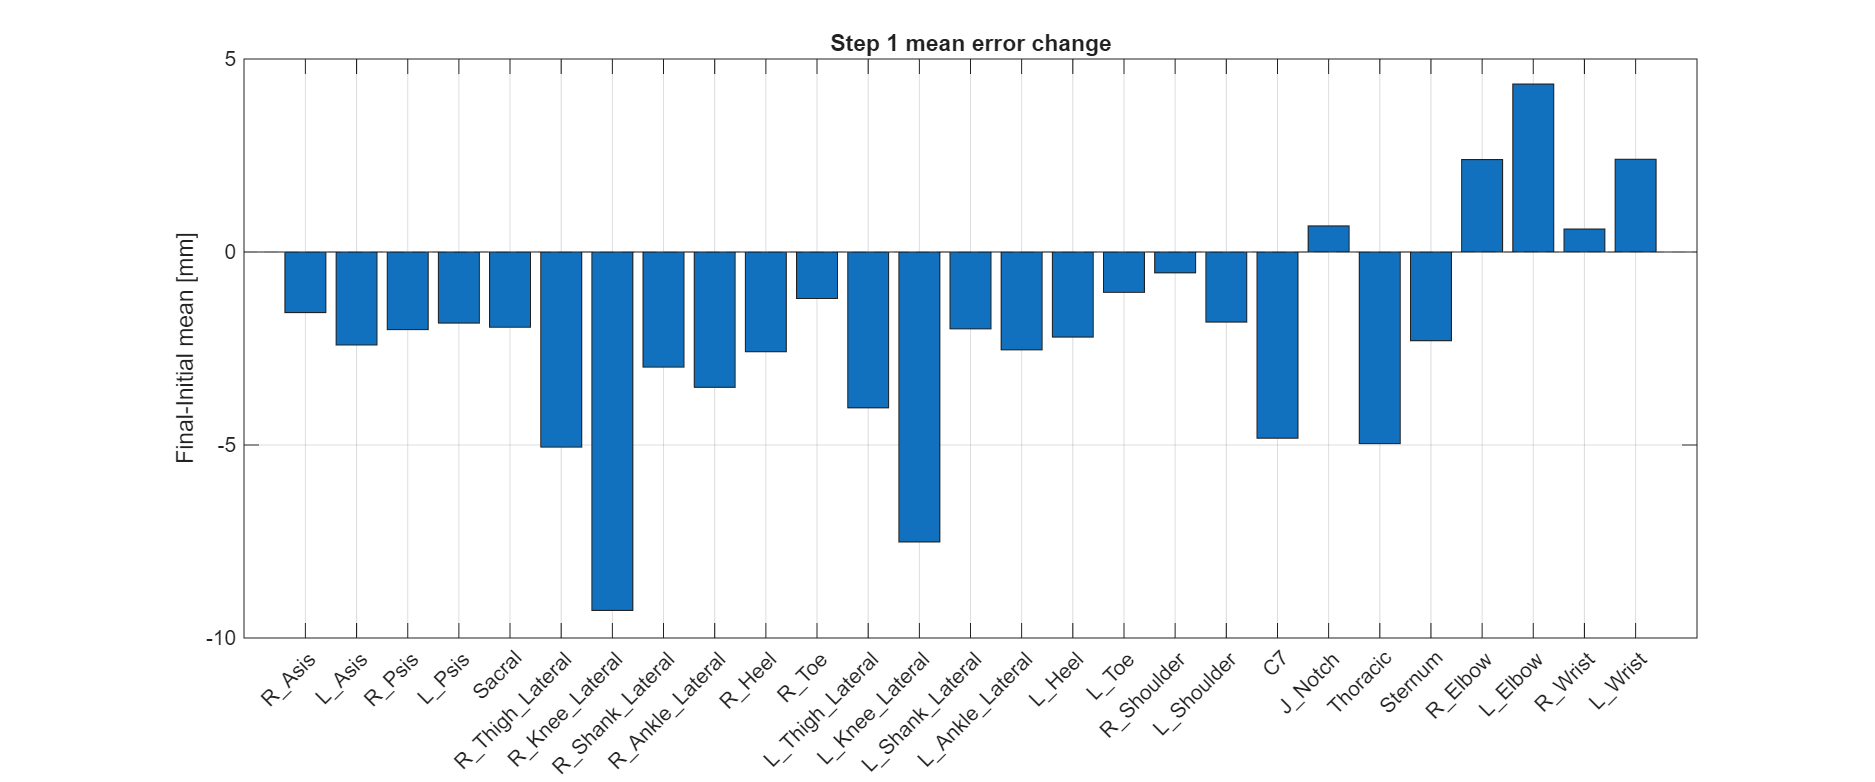 Step 1 mean error change
Final-Initial mean [mm]
5
0
-5
-10
R_Asis
L_Asis
R_Psis
L_Psis
Sacral
R_Thigh_Lateral
R_Knee_Lateral
R_Shank_Lateral
R_Ankle_Lateral
R_Heel
R_Toe
L_Thigh_Lateral
L_Knee_Lateral
L_Shank_Lateral
L_Ankle_Lateral
L_Heel
L_Toe
R_Shoulder
L_Shoulder
C7
J_Notch
Thoracic
Sternum
R_Elbow
L_Elbow
R_Wrist
L_Wrist